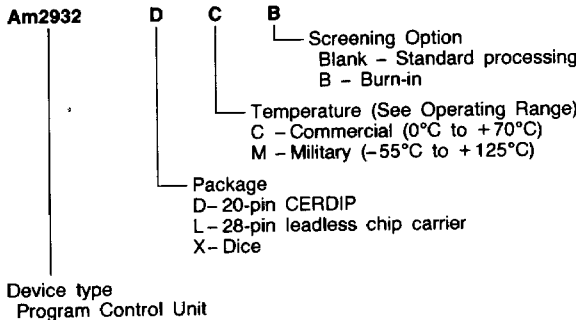 Am2932 D C B
Screening Option
Blank – Standard processing
B – Burn-in
Temperature (See Operating Range)
C – Commercial (0°C to +70°C)
M – Military (–55°C to +125°C)
Package
D– 20-pin CERDIP
L – 28-pin leadless chip carrier
X– Dice
Device type
Program Control Unit